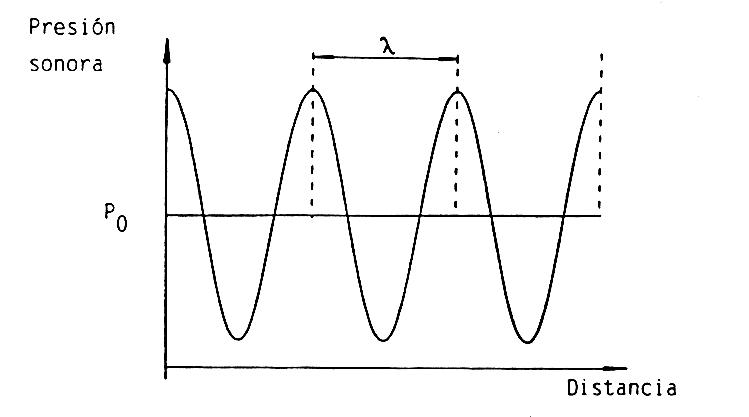 Presión
sonora
λ
P0
Distancia